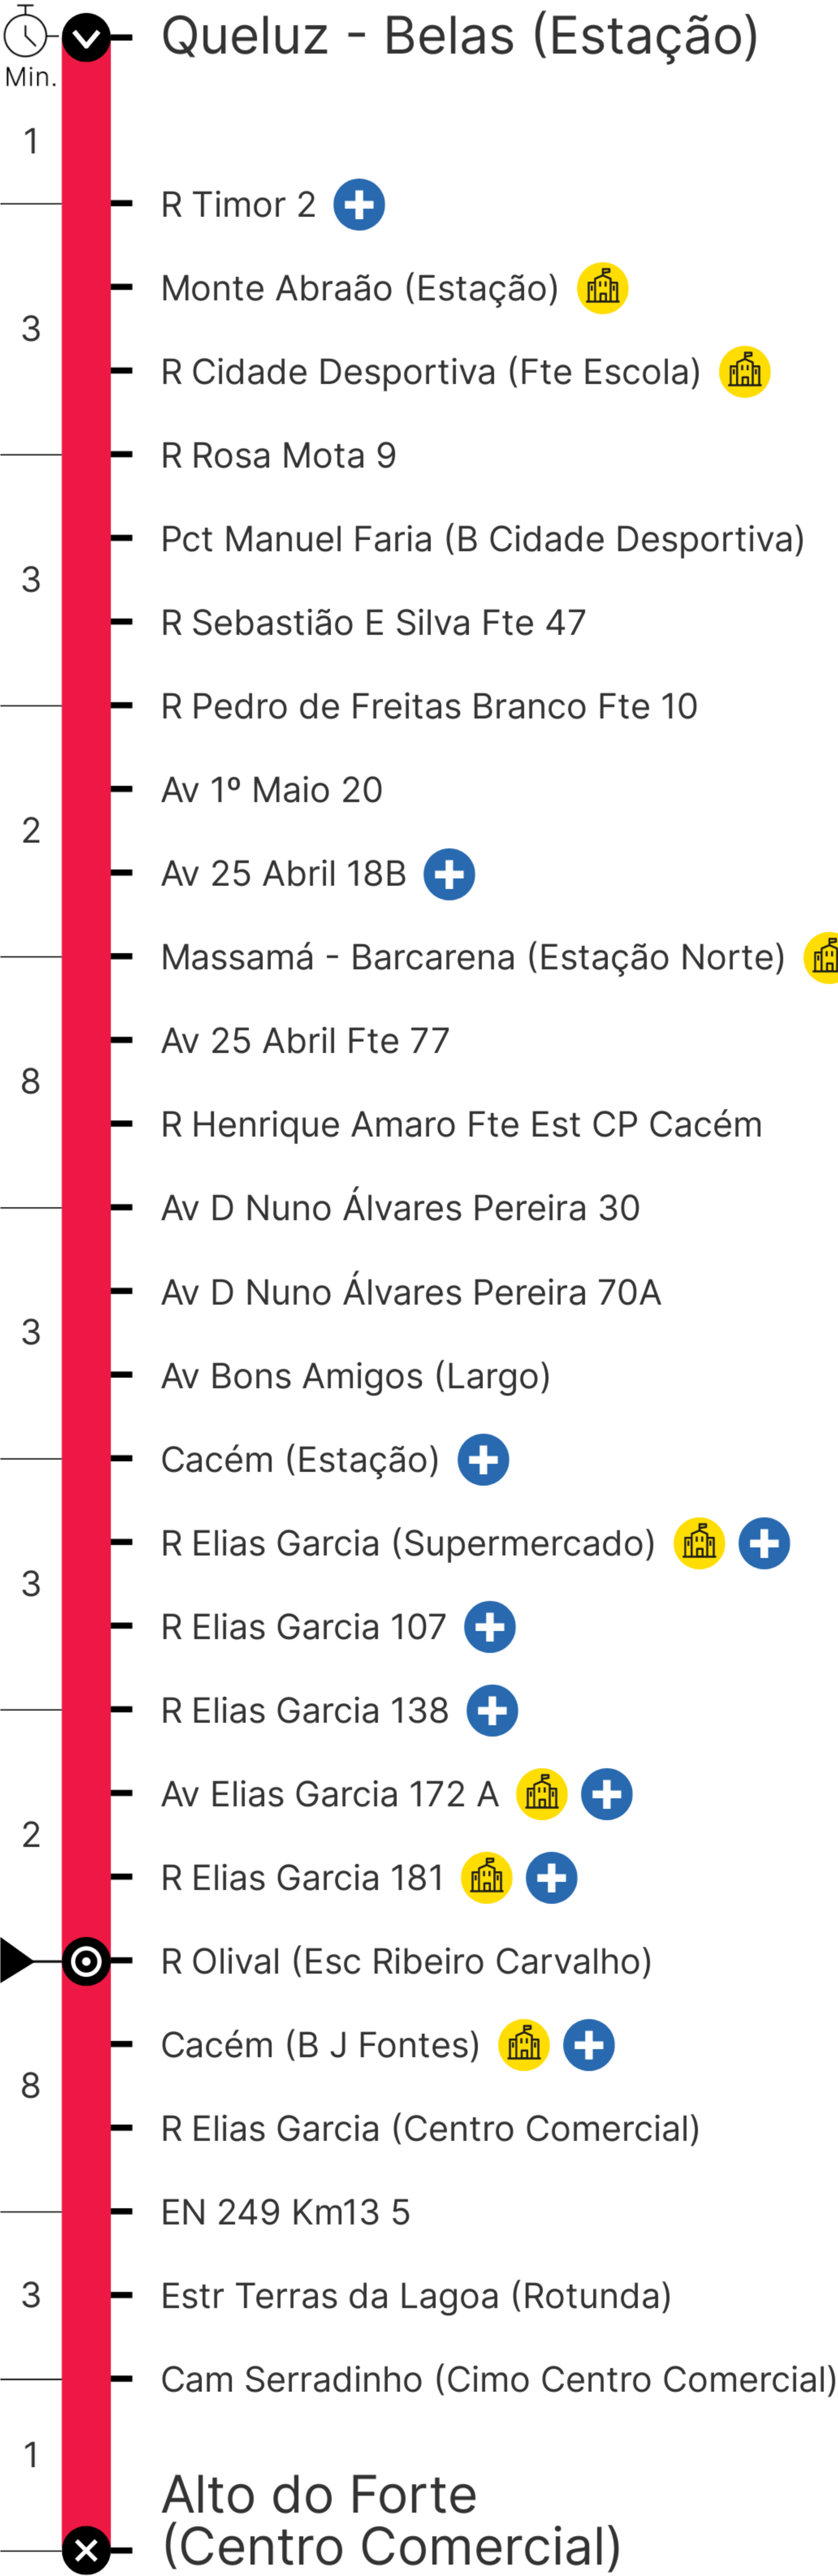 Queluz - Belas (Estação)
Min.
1
R Timor 2
Monte Abraão (Estação)
3
R Cidade Desportiva (Fte Escola)
R Rosa Mota 9
Pct Manuel Faria (B Cidade Desportiva)
3
R Sebastião E Silva Fte 47
R Pedro de Freitas Branco Fte 10
Av 1º Maio 20
2
Av 25 Abril 18B
Massamá - Barcarena (Estação Norte)
Av 25 Abril Fte 77
8
R Henrique Amaro Fte Est CP Cacém
Av D Nuno Álvares Pereira 30
Av D Nuno Álvares Pereira 70A
3
Av Bons Amigos (Largo)
Cacém (Estação)
R Elias Garcia (Supermercado)
3
R Elias Garcia 107
R Elias Garcia 138
Av Elias Garcia 172 A
2
R Elias Garcia 181
R Olival (Esc Ribeiro Carvalho)
Cacém (B J Fontes)
8
R Elias Garcia (Centro Comercial)
EN 249 Km13 5
3
Estr Terras da Lagoa (Rotunda)
Cam Serradinho (Cimo Centro Comercial)
1
Alto do Forte
(Centro Comercial)